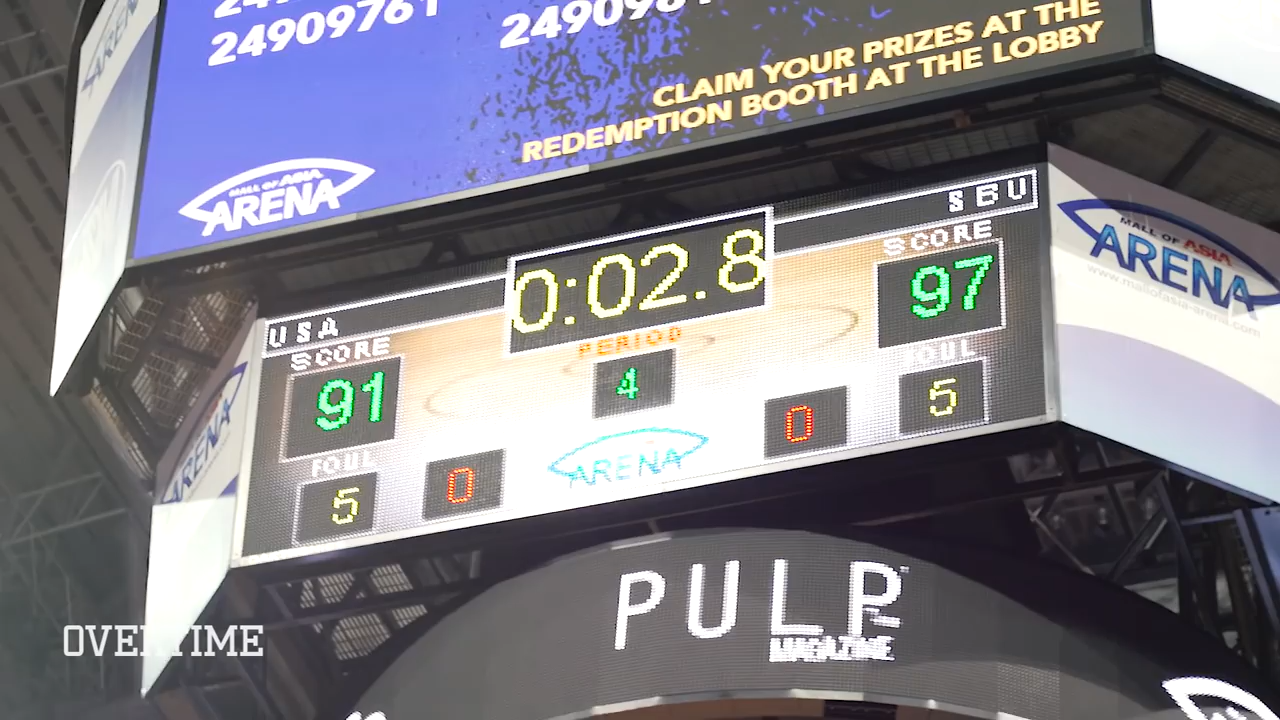 24909761
CLAIM YOUR PRIZES AT THE
REDEMPTION BOOTH AT THE LOBBY
MALL OF ASIA
ARENA
USA
SCORE
91
FOUL
5
0
0:02.8
PERIOD
4
ARENA
SBU
SCORE
97
FOUL
5
0
MALL OF ASIA
ARENA
www.mallofasia-arena.com
ARENA
PULP
MAGAZINE
OVERTIME